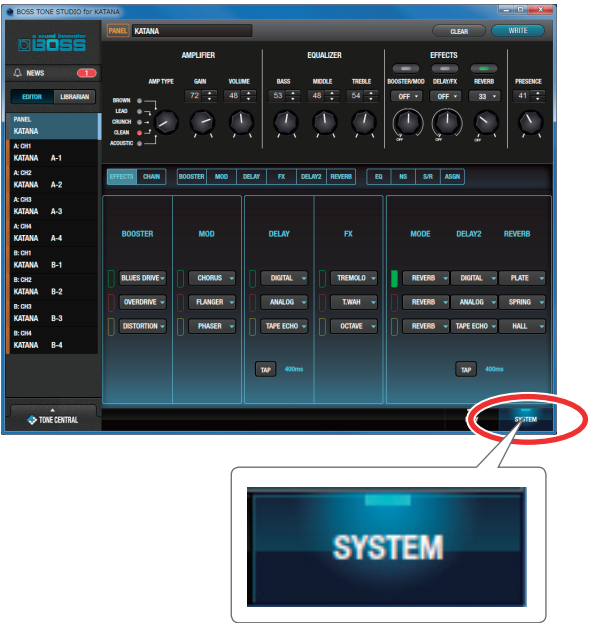 BOSS TONE STUDIO for KATANA
a sound innovator
BOSS
PANEL KATANA CLEAR WRITE
NEWS 1
EDITOR LIBRARIAN
PANEL
KATANA
A: CH1
KATANA A-1
A: CH2
KATANA A-2
A: CH3
KATANA A-3
A: CH4
KATANA A-4
B: CH1
KATANA B-1
B: CH2
KATANA B-2
B: CH3
KATANA B-3
B: CH4
KATANA B-4
TONE CENTRAL
AMPLIFIER EQUALIZER EFFECTS
AMP TYPE GAIN VOLUME BASS MIDDLE TREBLE BOOSTER/MOD DELAY/FX REVERB PRESENCE
72 48 53 48 54 OFF OFF 33 41
BROWN
LEAD
CRUNCH
CLEAN
ACOUSTIC
OFF OFF OFF
EFFECTS CHAIN BOOSTER MOD DELAY FX DELAY2 REVERB EQ NS S/R ASGN
BOOSTER MOD DELAY FX MODE DELAY2 REVERB
BLUES DRIVE CHORUS DIGITAL TREMOLO REVERB DIGITAL PLATE
OVERDRIVE FLANGER ANALOG T.WAH REVERB ANALOG SPRING
DISTORTION PHASER TAPE ECHO OCTAVE REVERB TAPE ECHO HALL
TAP 400ms TAP 400ms
SYSTEM
SYSTEM